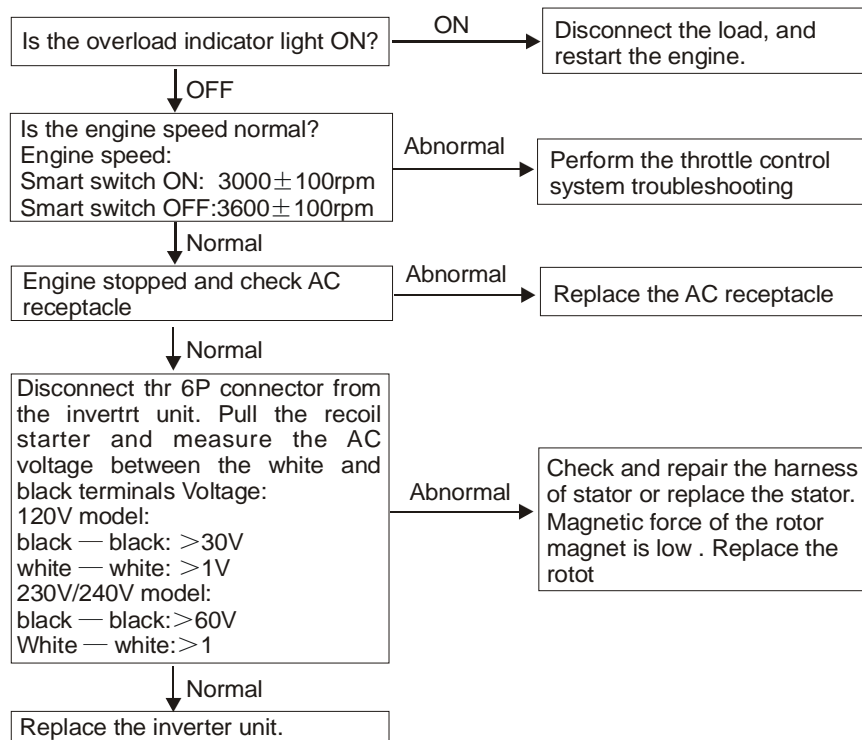 Is the overload indicator light ON?
ON
Disconnect the load, and
restart the engine.
OFF
Is the engine speed normal?
Engine speed:
Smart switch ON: 3000±100rpm
Smart switch OFF:3600±100rpm
Abnormal
Perform the throttle control
system troubleshooting
Normal
Engine stopped and check AC
receptacle
Abnormal
Replace the AC receptacle
Normal
Disconnect thr 6P connector from
the invertrt unit. Pull the recoil
starter and measure the AC
voltage between the white and
black terminals Voltage:
120V model:
black — black: >30V
white — white: >1V
230V/240V model:
black — black:>60V
White — white:>1
Abnormal
Check and repair the harness
of stator or replace the stator.
Magnetic force of the rotor
magnet is low . Replace the
rotot
Normal
Replace the inverter unit.